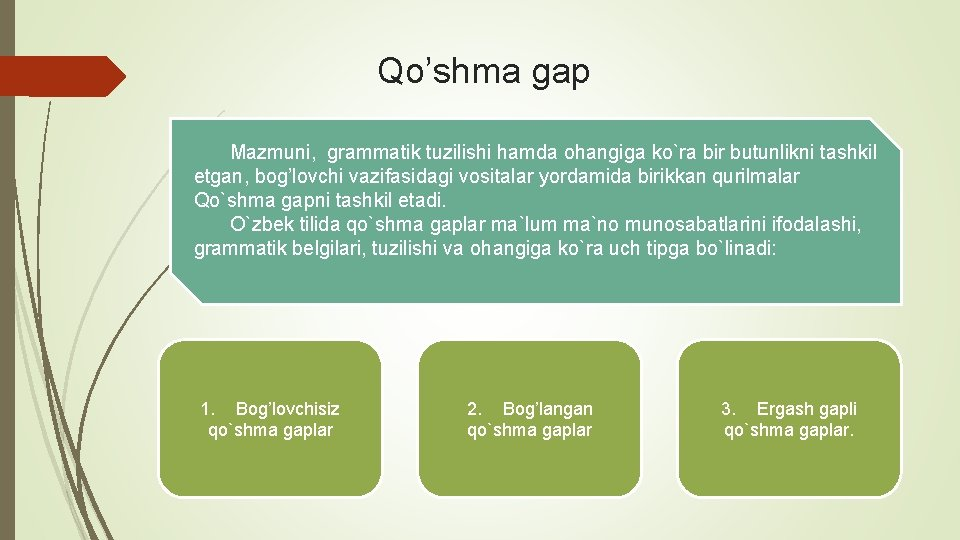 Qo’shma gap
Mazmuni, grammatik tuzilishi hamda ohangiga ko`ra bir butunlikni tashkil
etgan, bog’lovchi vazifasidagi vositalar yordamida birikkan qurilmalar
Qo`shma gapni tashkil etadi.
O`zbek tilida qo`shma gaplar ma`lum ma`no munosabatlarini ifodalashi,
grammatik belgilari, tuzilishi va ohangiga ko`ra uch tipga bo`linadi:
1. Bog’lovchisiz
qo`shma gaplar
2. Bog’langan
qo`shma gaplar
3. Ergash gapli
qo`shma gaplar.